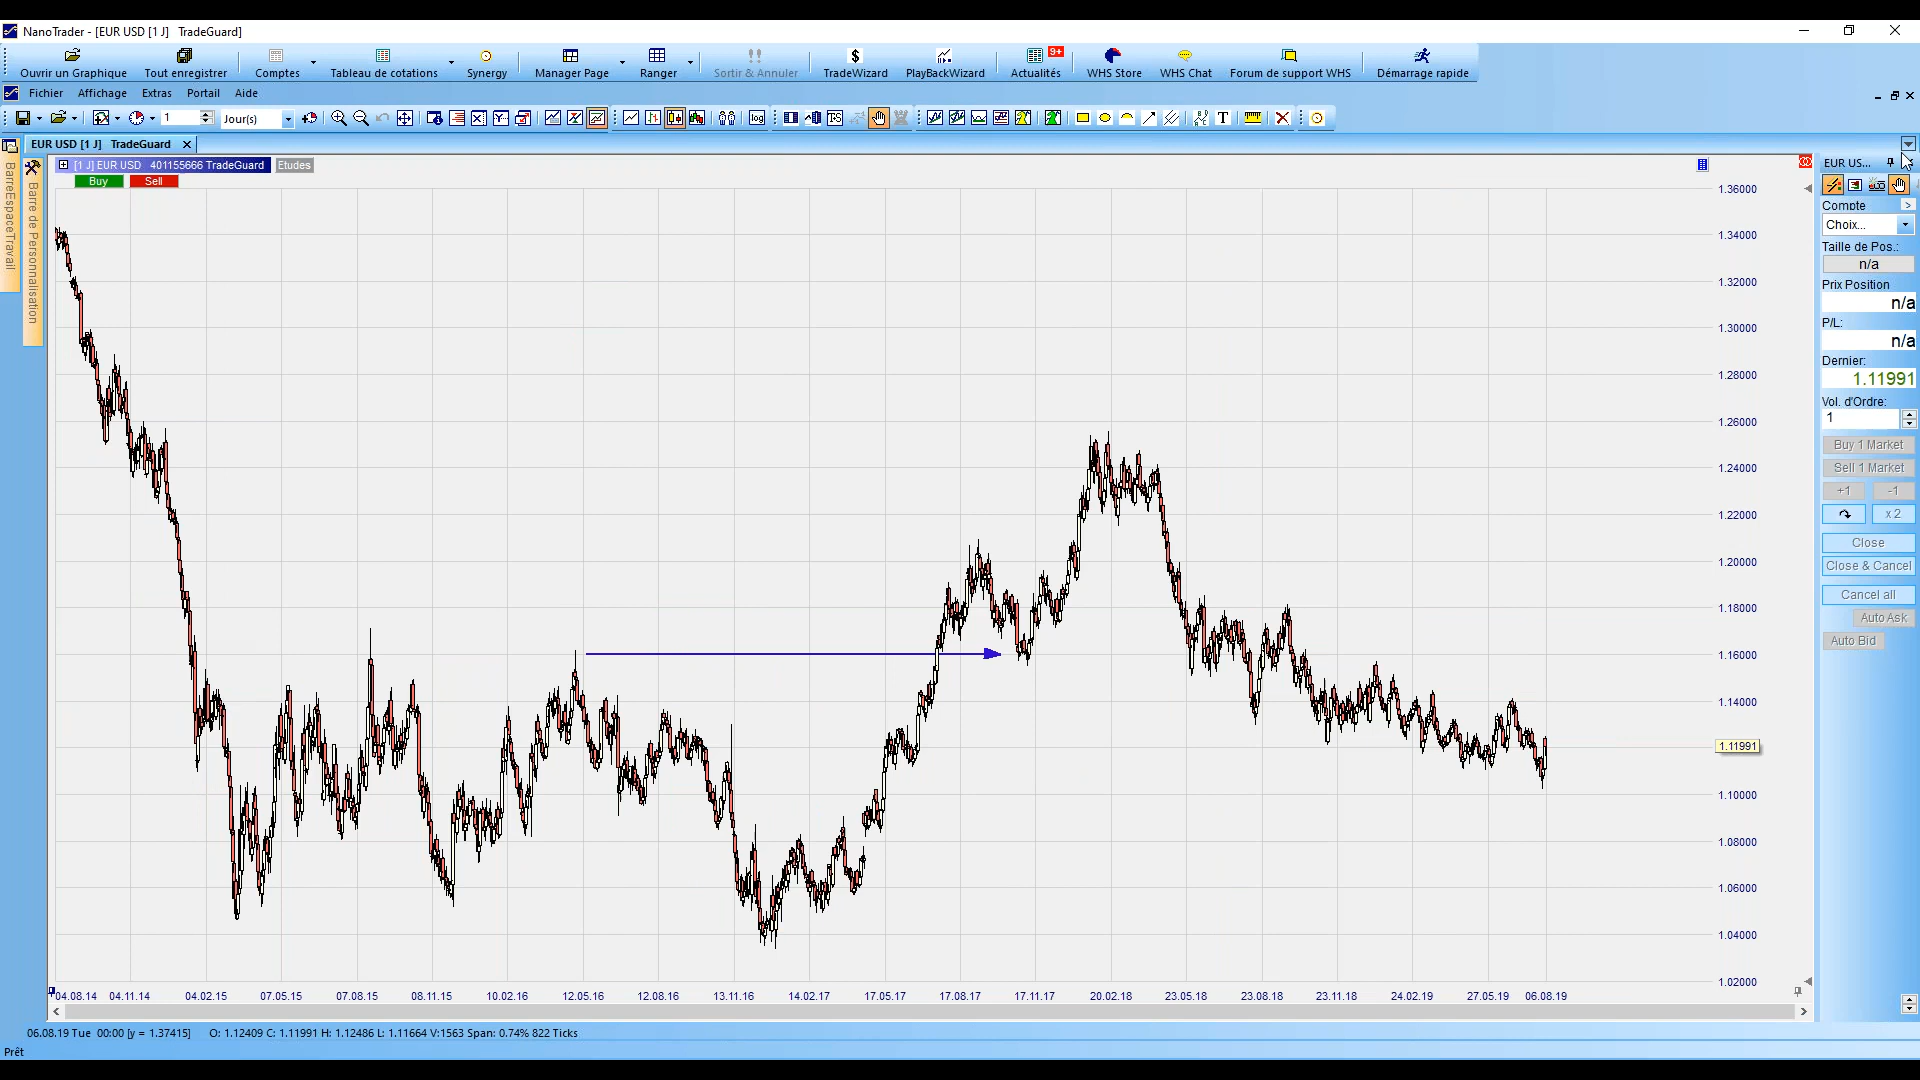 NanoTrader - [EUR USD [1 J]   TradeGuard]
Ouvrir un Graphique Tout enregistrer Comptes Tableau de cotations Synergy Manager Page Ranger Sortir & Annuler TradeWizard PlayBackWizard 9+ Actualités WHS Store WHS Chat Forum de support WHS Démarrage rapide
Fichier Affichage Extras Portail Aide
1 Jour(s) log T
EUR USD [1 J]   TradeGuard
BarreEspaceTravail
Barre de Personnalisation
[1 J] EUR USD   401155666 TradeGuard Etudes
Buy Sell
1.36000
1.34000
1.32000
1.30000
1.28000
1.26000
1.24000
1.22000
1.20000
1.18000
1.16000
1.14000
1.11991
1.10000
1.08000
1.06000
1.04000
1.02000
04.08.14 04.11.14 04.02.15 07.05.15 07.08.15 08.11.15 10.02.16 12.05.16 12.08.16 13.11.16 14.02.17 17.05.17 17.08.17 17.11.17 20.02.18 23.05.18 23.08.18 23.11.18 24.02.19 27.05.19 06.08.19
EUR US...
Compte >
Choix...
Taille de Pos.:
n/a
Prix Position
n/a
P/L:
n/a
Dernier:
1.11991
Vol. d'Ordre:
1
Buy 1 Market
Sell 1 Market
+1 -1
x 2
Close
Close & Cancel
Cancel all
Auto Ask
Auto Bid
06.08.19 Tue  00:00 [y = 1.37415] O: 1.12409 C: 1.11991 H: 1.12486 L: 1.11664 V:1563 Span: 0.74% 822 Ticks
Prêt